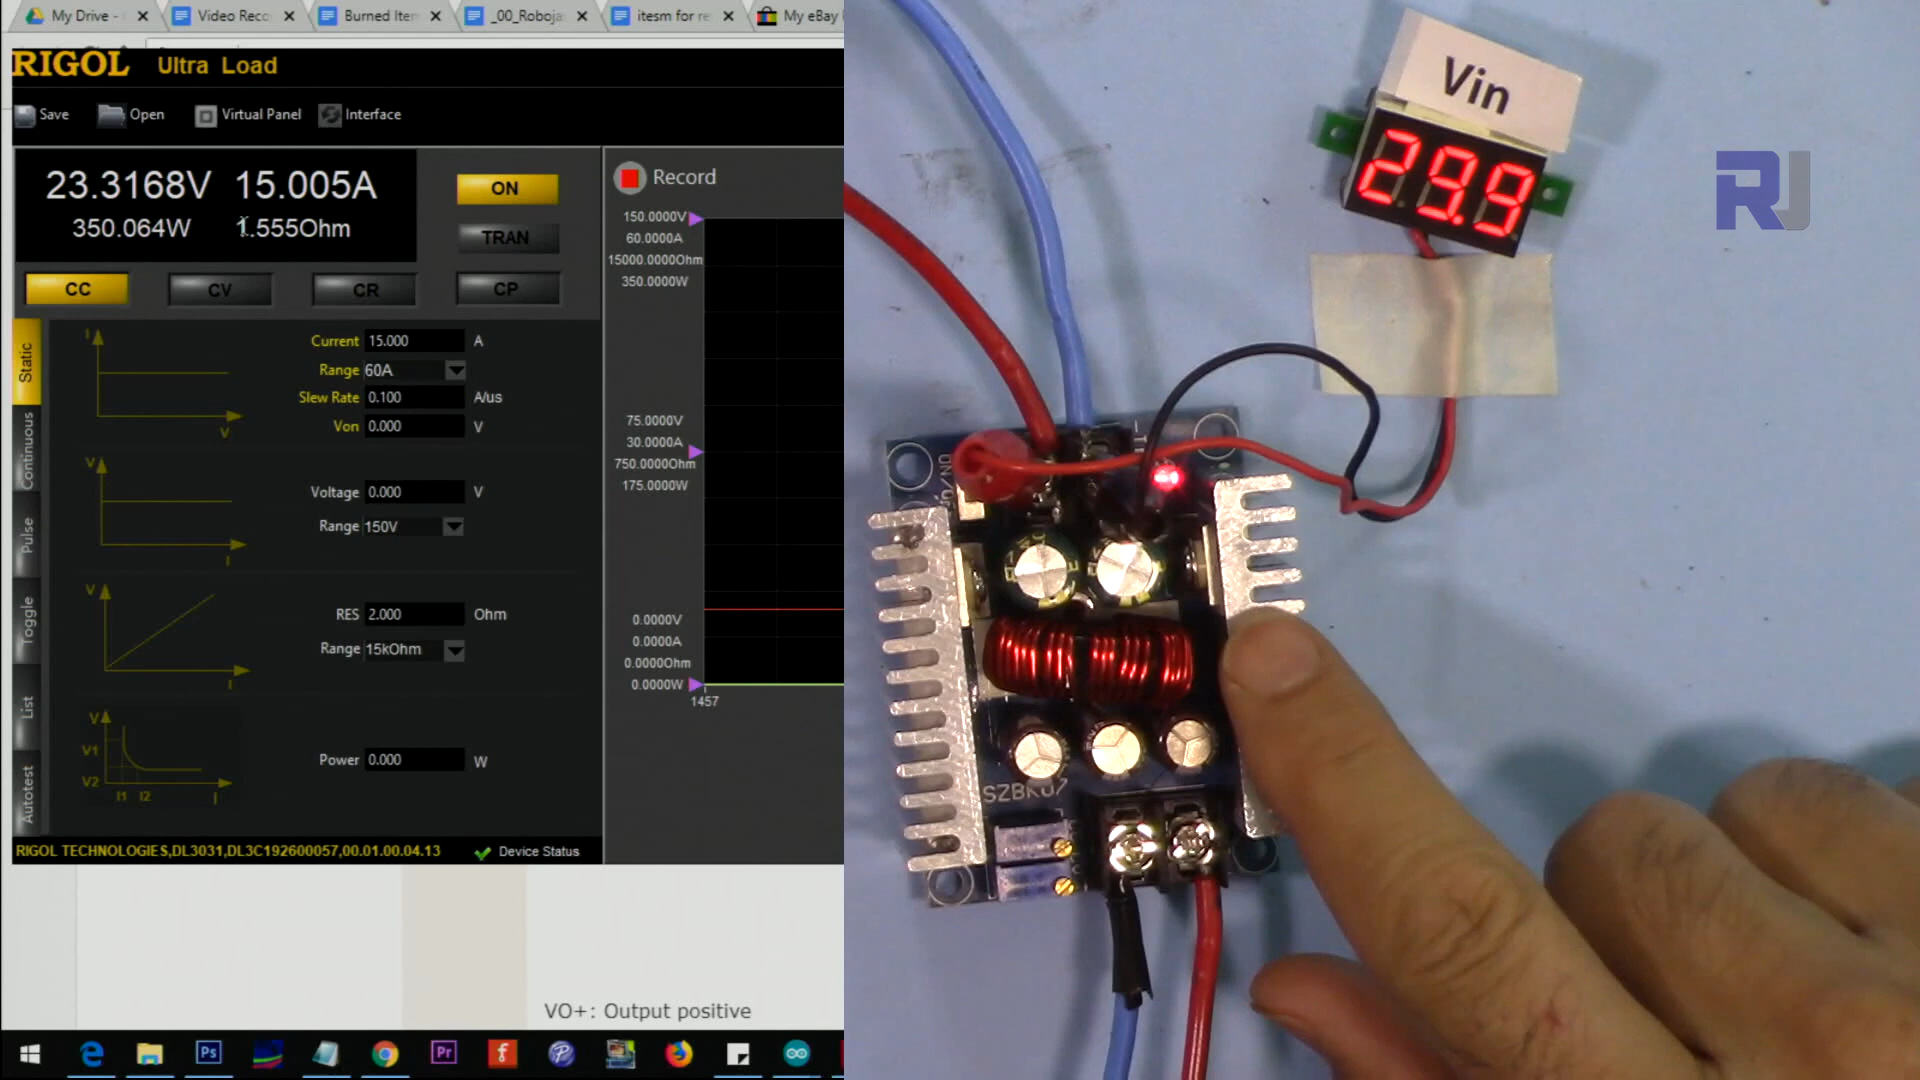 My Drive -
Video Reco
Burned Iten
_00_Roboja
itesm for re
My eBay
RIGOL Ultra Load
Save Open Virtual Panel Interface
23.3168V 15.005A
350.064W 1.555Ohm
ON
TRAN
CC CV CR CP
Static
Continuous
Pulse
Toggle
List
Autotest
I
V
Current 15.000 A
Range 60A
Slew Rate 0.100 A/us
Von 0.000 V
V
I
Voltage 0.000 V
Range 150V
V
I
RES 2.000 Ohm
Range 15kOhm
V
V1
V2
I1 I2 I
Power 0.000 W
RIGOL TECHNOLOGIES,DL3031,DL3C192600057,00.01.00.04.13 Device Status
Record
150.0000V
60.0000A
15000.0000Ohm
350.0000W
75.0000V
30.0000A
750.0000Ohm
175.0000W
0.0000V
0.0000A
0.0000Ohm
0.0000W
1457
VO+: Output positive
Ps
Pr
f
Vin
29.9
RJ
SZBK07